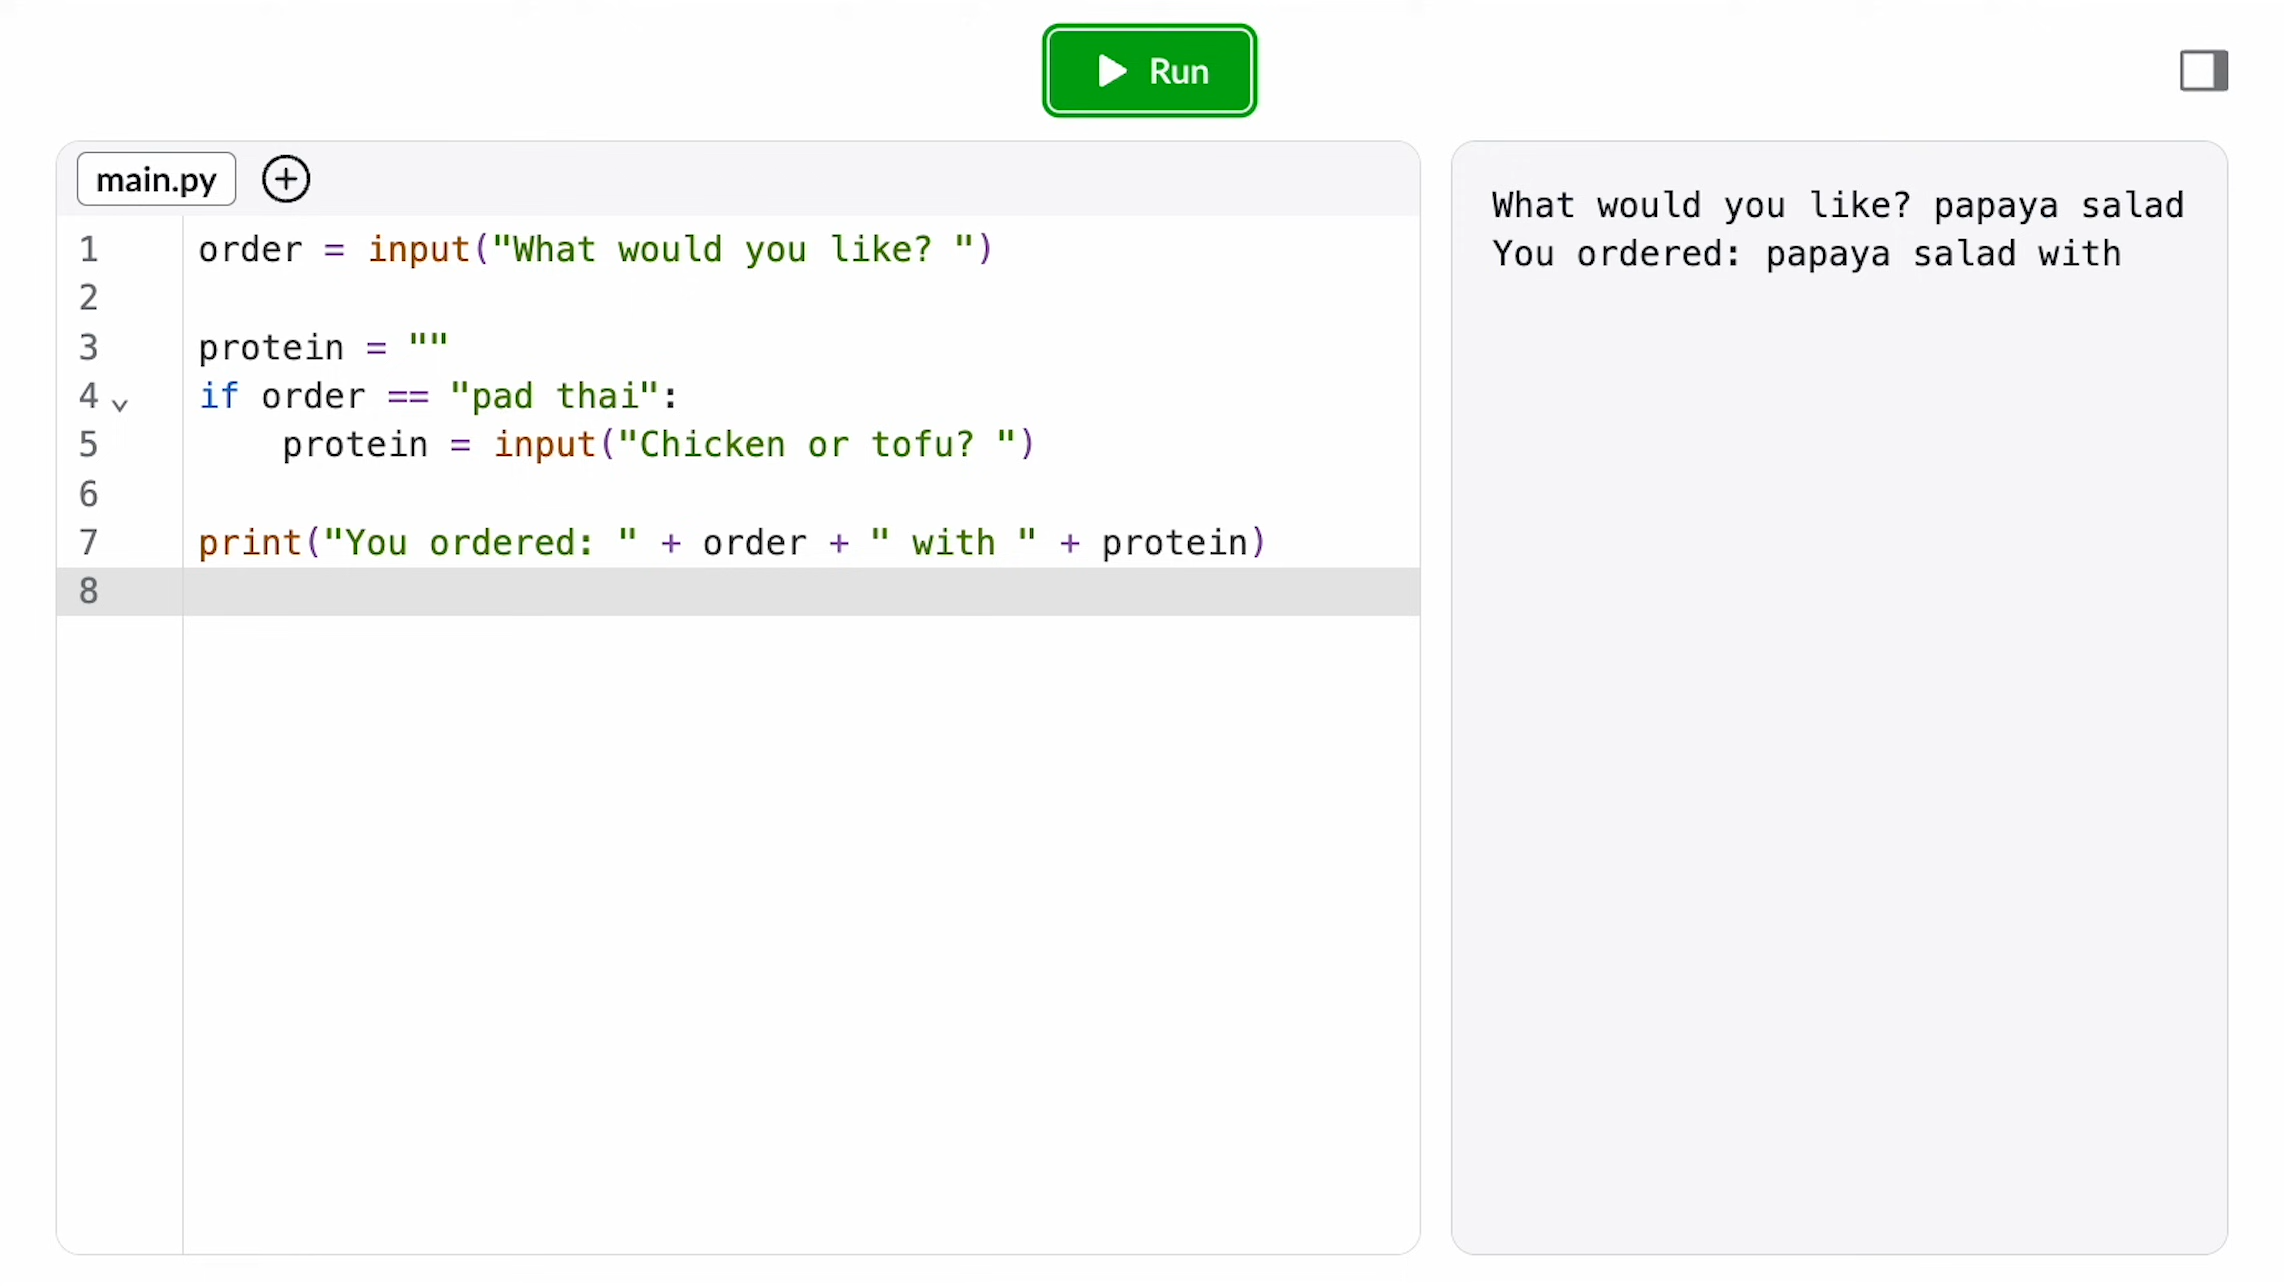 Run
main.py
1 order = input("What would you like? ")
2
3 protein = ""
4 if order == "pad thai":
5     protein = input("Chicken or tofu? ")
6
7 print("You ordered: " + order + " with " + protein)
8
What would you like? papaya salad
You ordered: papaya salad with